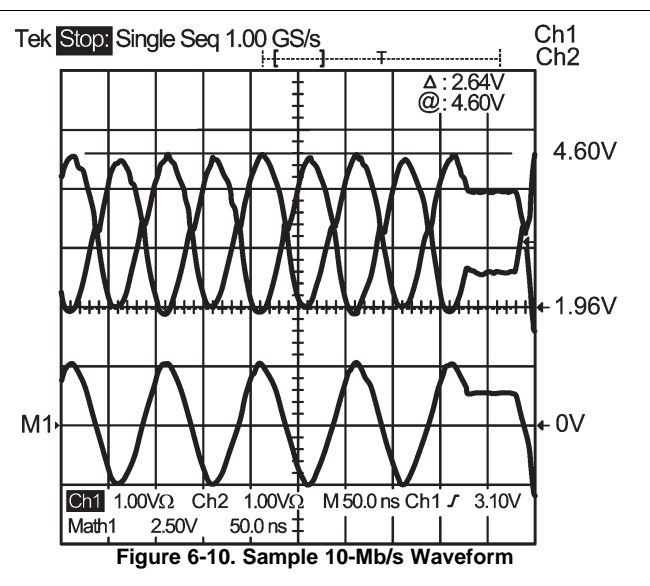 Tek Stop: Single Seq 1.00 GS/s
Ch1
Ch2
[ T ]
Δ: 2.64V
@: 4.60V
4.60V
1.96V
M1
0V
Ch1 1.00VΩ Ch2 1.00VΩ M 50.0 ns Ch1 ƒ 3.10V
Math1 2.50V 50.0 ns
Figure 6-10. Sample 10-Mb/s Waveform